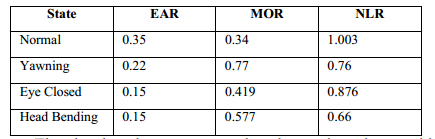 State EAR MOR NLR
Normal 0.35 0.34 1.003
Yawning 0.22 0.77 0.76
Eye Closed 0.15 0.419 0.876
Head Bending 0.15 0.577 0.66